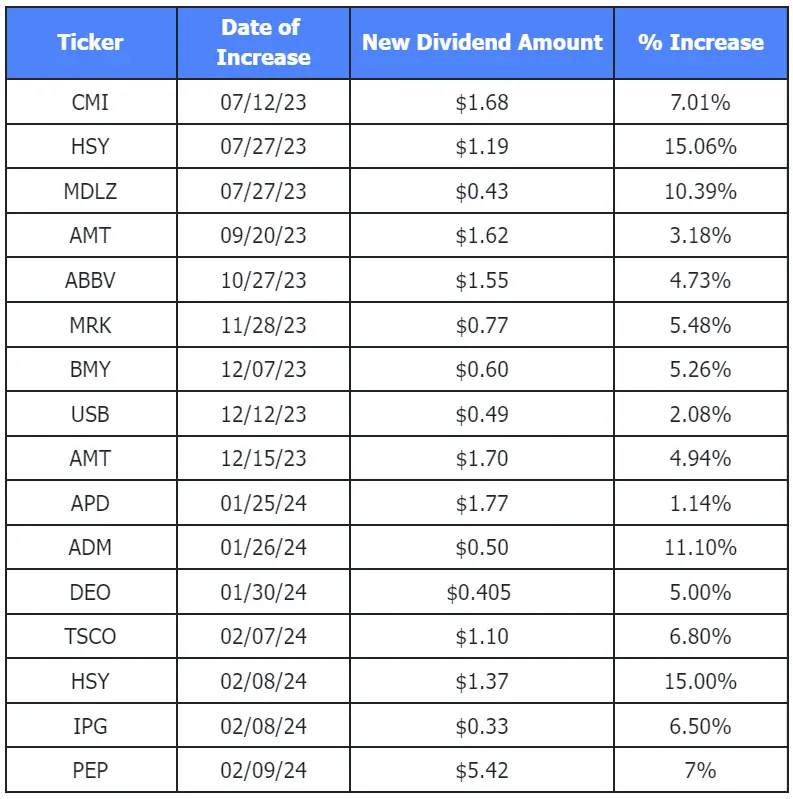 Ticker Date of Increase New Dividend Amount % Increase
CMI 07/12/23 $1.68 7.01%
HSY 07/27/23 $1.19 15.06%
MDLZ 07/27/23 $0.43 10.39%
AMT 09/20/23 $1.62 3.18%
ABBV 10/27/23 $1.55 4.73%
MRK 11/28/23 $0.77 5.48%
BMY 12/07/23 $0.60 5.26%
USB 12/12/23 $0.49 2.08%
AMT 12/15/23 $1.70 4.94%
APD 01/25/24 $1.77 1.14%
ADM 01/26/24 $0.50 11.10%
DEO 01/30/24 $0.405 5.00%
TSCO 02/07/24 $1.10 6.80%
HSY 02/08/24 $1.37 15.00%
IPG 02/08/24 $0.33 6.50%
PEP 02/09/24 $5.42 7%